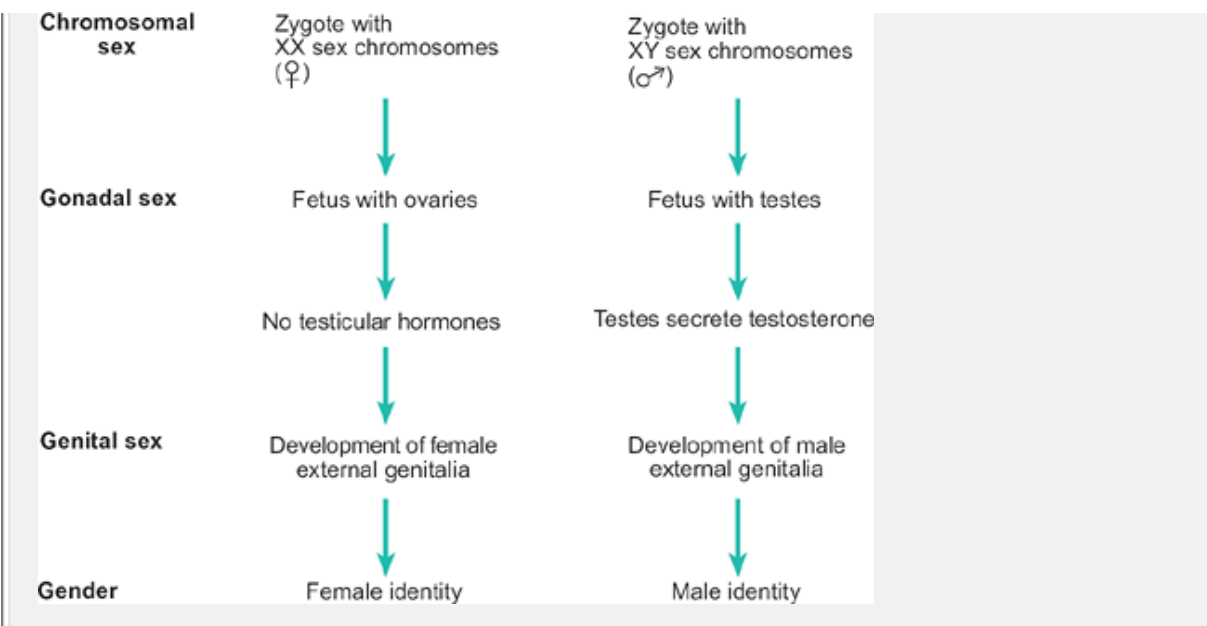 Chromosomal
sex
Zygote with
XX sex chromosomes
(♀)
Zygote with
XY sex chromosomes
(♂)
Gonadal sex
Fetus with ovaries
Fetus with testes
No testicular hormones
Testes secrete testosterone
Genital sex
Development of female
external genitalia
Development of male
external genitalia
Gender
Female identity
Male identity